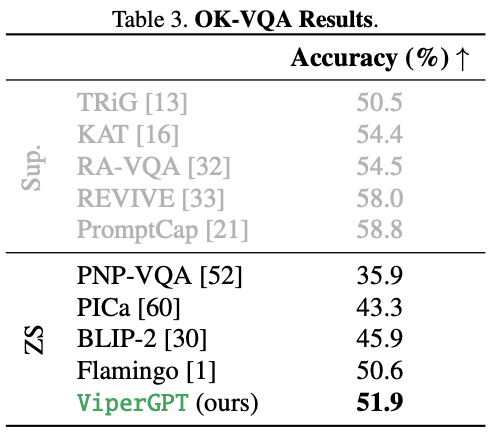 Table 3. OK-VQA Results.
Accuracy (%) ↑
Sup.
TRiG [13] 50.5
KAT [16] 54.4
RA-VQA [32] 54.5
REVIVE [33] 58.0
PromptCap [21] 58.8
ZS
PNP-VQA [52] 35.9
PICa [60] 43.3
BLIP-2 [30] 45.9
Flamingo [1] 50.6
ViperGPT (ours) 51.9